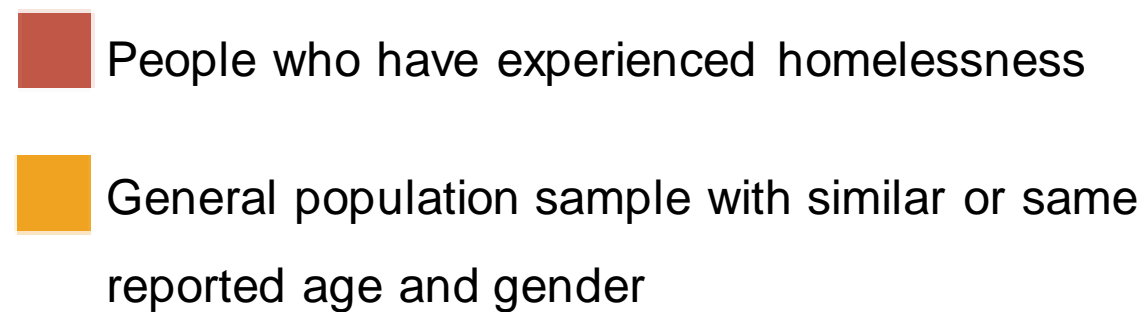 People who have experienced homelessness
General population sample with similar or same
reported age and gender